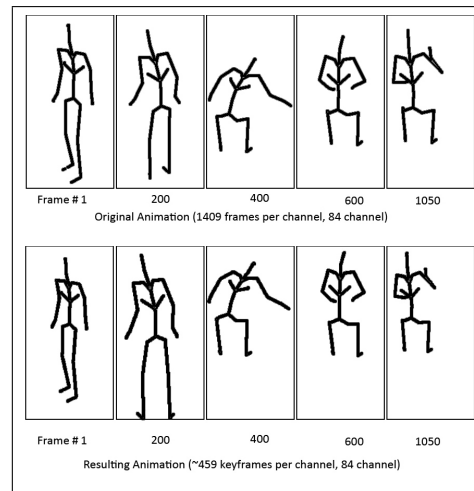 Frame # 1 200 400 600 1050
Original Animation (1409 frames per channel, 84 channel)
Frame # 1 200 400 600 1050
Resulting Animation (~459 keyframes per channel, 84 channel)